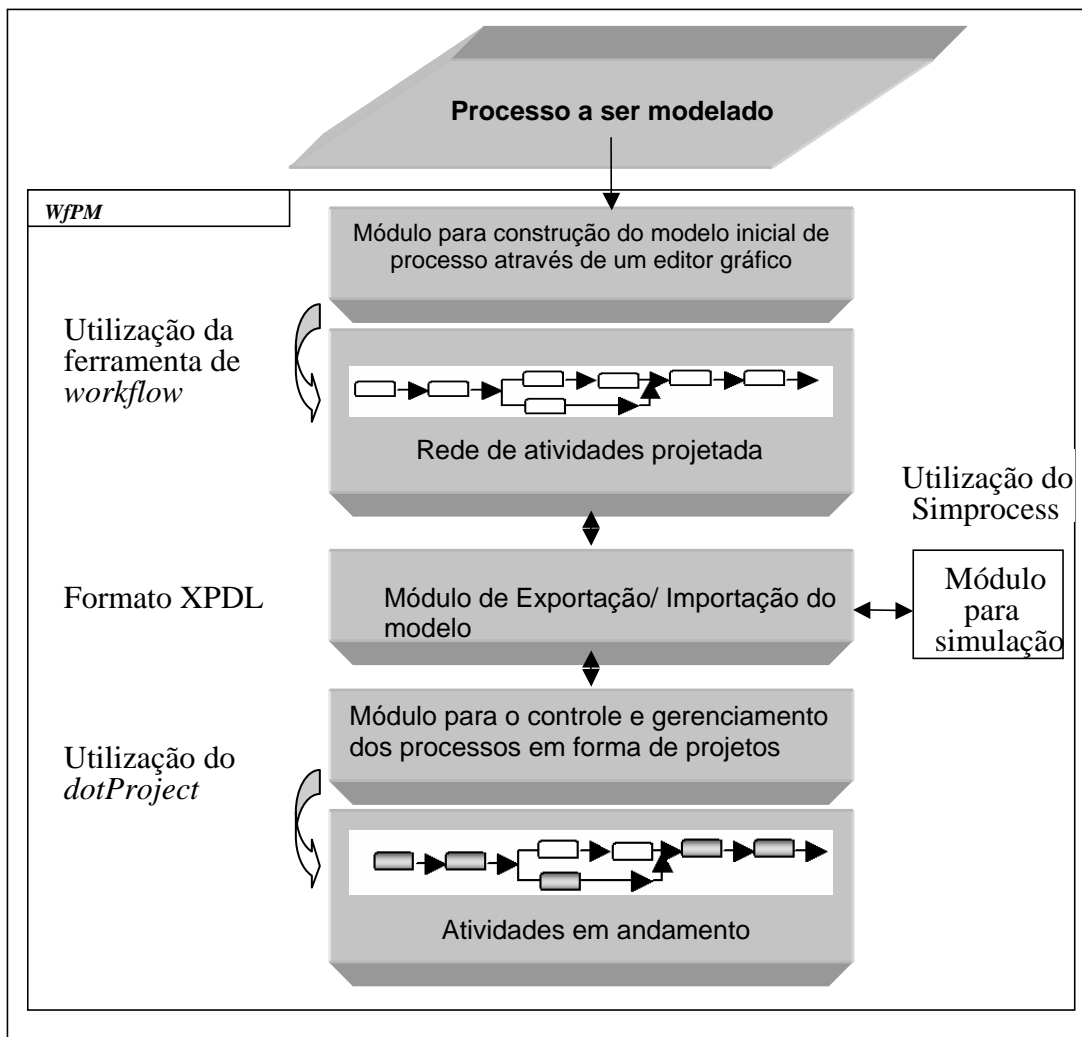 Processo a ser modelado
WfPM
Módulo para construção do modelo inicial de
processo através de um editor gráfico
Utilização da
ferramenta de
workflow
Rede de atividades projetada
Utilização do
Simprocess
Formato XPDL
Módulo de Exportação/ Importação do
modelo
Módulo
para
simulação
Módulo para o controle e gerenciamento
dos processos em forma de projetos
Utilização do
dotProject
Atividades em andamento